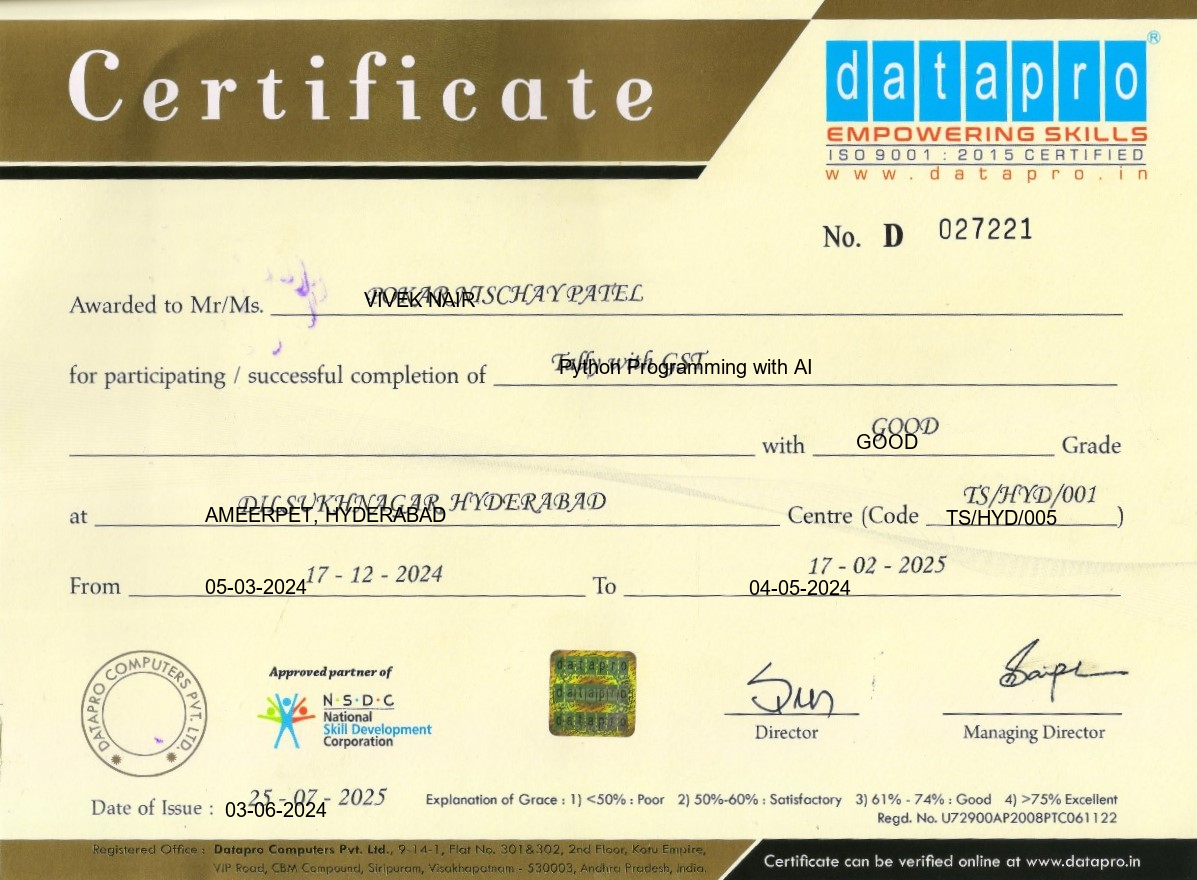 Certificate
datapro®
EMPOWERING SKILLS
ISO 9001 : 2015 CERTIFIED
www.datapro.in
No. D 027221
Awarded to Mr/Ms. NISCHAY PATEL
VIVEK NAIR
for participating / successful completion of Tally with GST
Python Programming with AI
GOOD
with GOOD Grade
DILSUKHNAGAR, HYDERABAD TS/HYD/001
at AMEERPET, HYDERABAD Centre (Code TS/HYD/005)
17 - 12 - 2024 17 - 02 - 2025
From 05-03-2024 To 04-05-2024
DATAPRO COMPUTERS PVT. LTD.
Approved partner of
N·S·D·C
National
Skill Development
Corporation
datapro
datapro
datapro
Director
Managing Director
25 - 07 - 2025
Date of Issue : 03-06-2024
Explanation of Grace : 1) <50% : Poor 2) 50%-60% : Satisfactory 3) 61% - 74% : Good 4) >75% Excellent
Regd. No. U72900AP2008PTC061122
Registered Office : Datapro Computers Pvt. Ltd., 9-14-1, Flat No. 301&302, 2nd Floor, Koru Empire,
VIP Road, CBM Compound, Siripuram, Visakhapatnam - 530003, Andhra Pradesh, India.
Certificate can be verified online at www.datapro.in